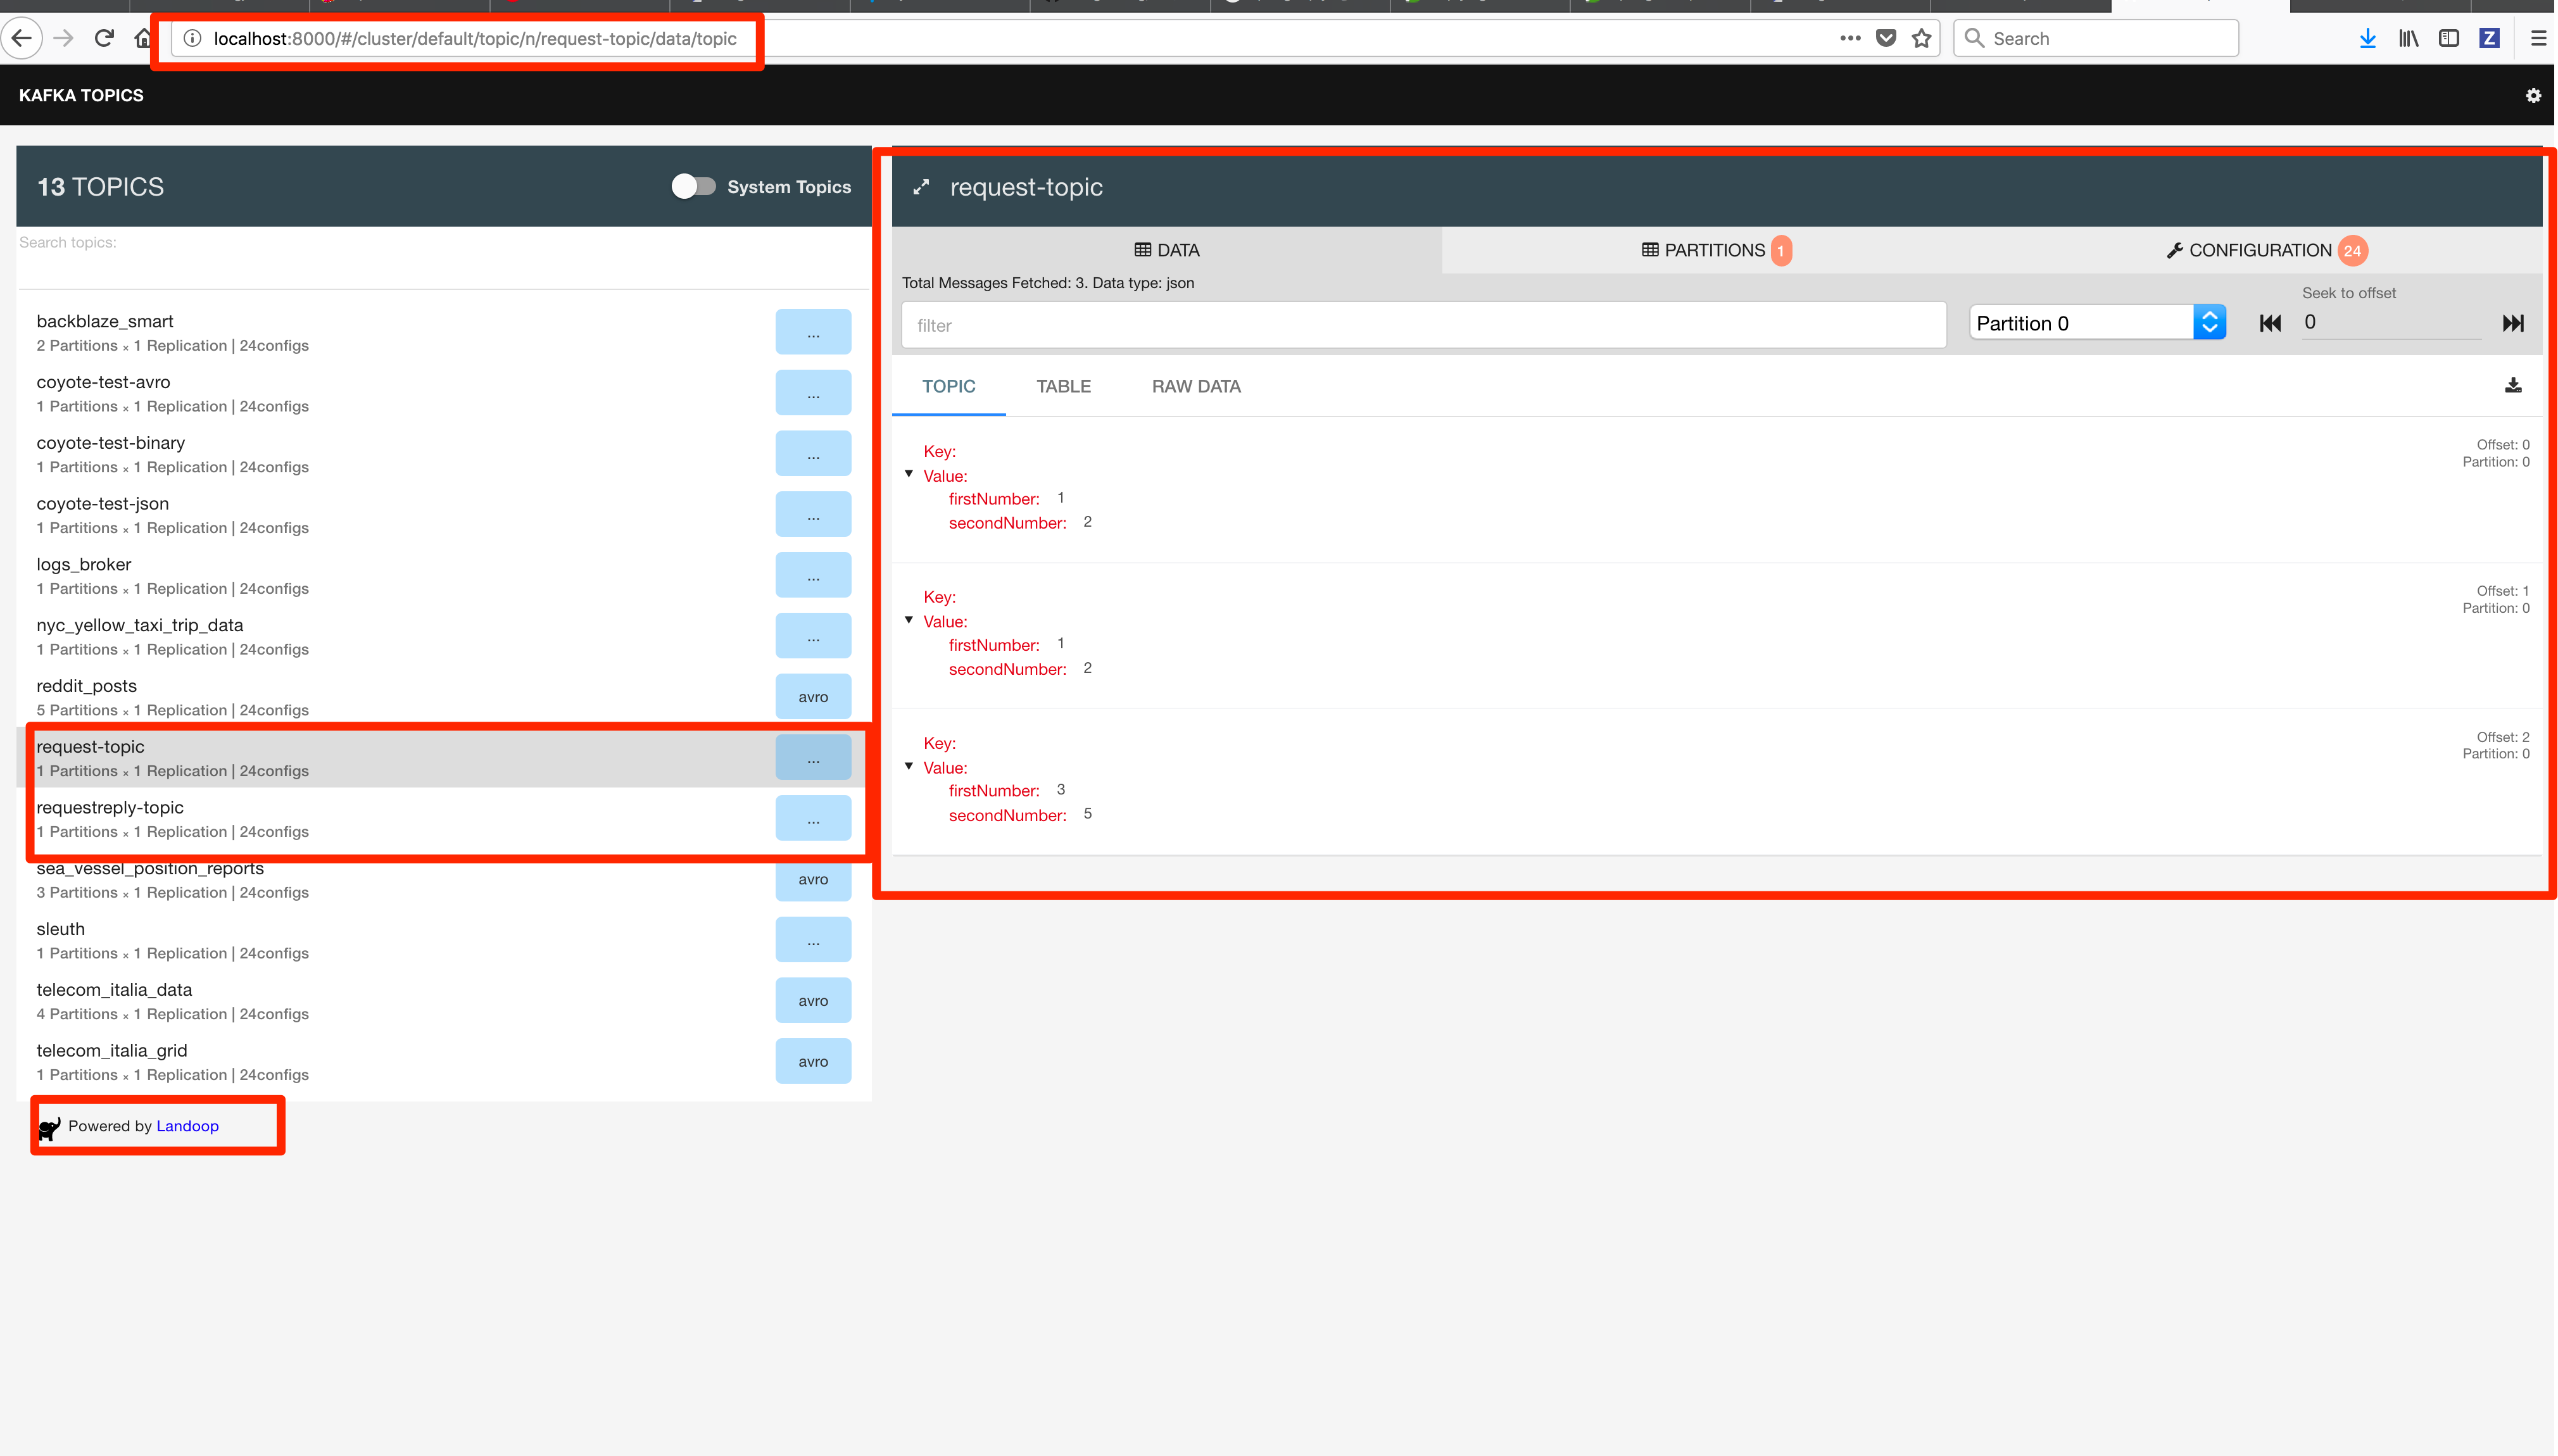 localhost:8000/#/cluster/default/topic/n/request-topic/data/topic
Search
Z
KAFKA TOPICS
13 TOPICS
System Topics
Search topics:
backblaze_smart
2 Partitions × 1 Replication | 24configs
...
coyote-test-avro
1 Partitions × 1 Replication | 24configs
...
coyote-test-binary
1 Partitions × 1 Replication | 24configs
...
coyote-test-json
1 Partitions × 1 Replication | 24configs
...
logs_broker
1 Partitions × 1 Replication | 24configs
...
nyc_yellow_taxi_trip_data
1 Partitions × 1 Replication | 24configs
...
reddit_posts
5 Partitions × 1 Replication | 24configs
avro
request-topic
1 Partitions × 1 Replication | 24configs
...
requestreply-topic
1 Partitions × 1 Replication | 24configs
...
sea_vessel_position_reports
3 Partitions × 1 Replication | 24configs
avro
sleuth
1 Partitions × 1 Replication | 24configs
...
telecom_italia_data
4 Partitions × 1 Replication | 24configs
avro
telecom_italia_grid
1 Partitions × 1 Replication | 24configs
avro
Powered by Landoop
request-topic
DATA
PARTITIONS 1
CONFIGURATION 24
Total Messages Fetched: 3. Data type: json
filter
Partition 0
Seek to offset
0
TOPIC
TABLE
RAW DATA
Key:
Value:
firstNumber: 1
secondNumber: 2
Offset: 0
Partition: 0
Key:
Value:
firstNumber: 1
secondNumber: 2
Offset: 1
Partition: 0
Key:
Value:
firstNumber: 3
secondNumber: 5
Offset: 2
Partition: 0